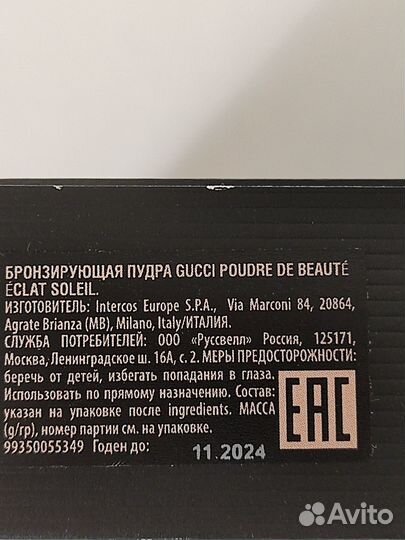 БРОНЗИРУЮЩАЯ ПУДРА GUCCI POUDRE DE BEAUTÉ
ÉCLAT SOLEIL.
ИЗГОТОВИТЕЛЬ: Intercos Europe S.P.A., Via Marconi 84, 20864,
Agrate Brianza (MB), Milano, Italy/ИТАЛИЯ.
СЛУЖБА ПОТРЕБИТЕЛЕЙ: ООО «Руссвелл» Россия, 125171,
Москва, Ленинградское ш. 16А, с. 2. МЕРЫ ПРЕДОСТОРОЖНОСТИ:
беречь от детей, избегать попадания в глаза.
Использовать по прямому назначению. Состав:
указан на упаковке после ingredients. МАССА
(g/гр), номер партии см. на упаковке.
99350055349 Годен до: 11.2024
EAC
Avito